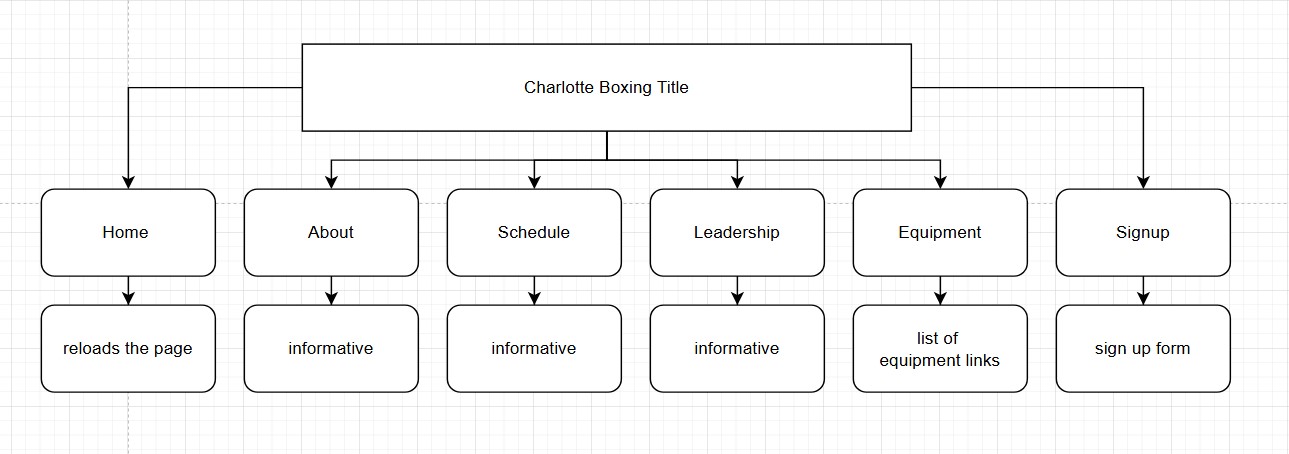 Charlotte Boxing Title
Home
About
Schedule
Leadership
Equipment
Signup
reloads the page
informative
informative
informative
list of
equipment links
sign up form